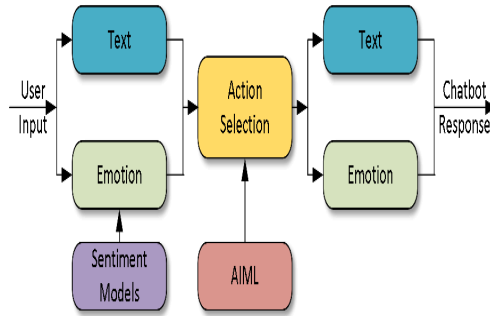 User
Input
Text
Emotion
Sentiment
Models
Action
Selection
AIML
Text
Emotion
Chatbot
Response